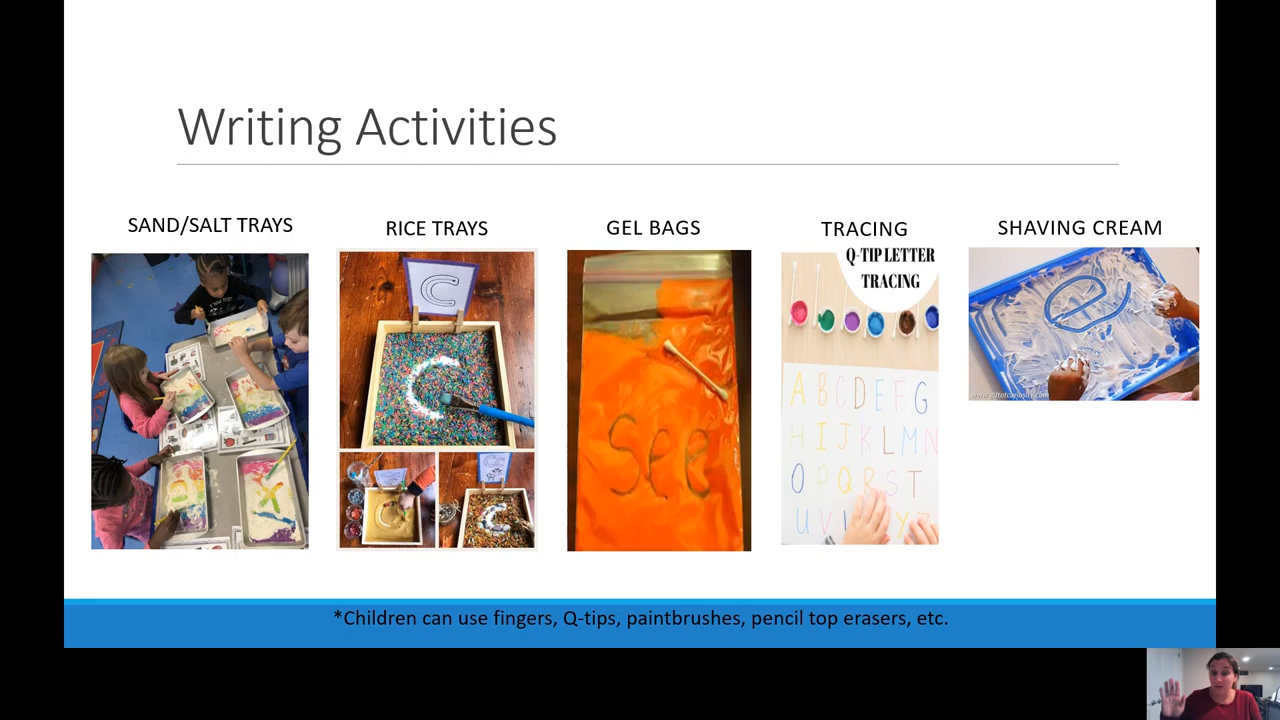 Writing Activities
SAND/SALT TRAYS
RICE TRAYS
GEL BAGS
TRACING
SHAVING CREAM
C
C
see
Q-TIP LETTER
TRACING
A B C D E F G
H I J K L M N
O P Q R S T
U V
Y Z
e
*Children can use fingers, Q-tips, paintbrushes, pencil top erasers, etc.